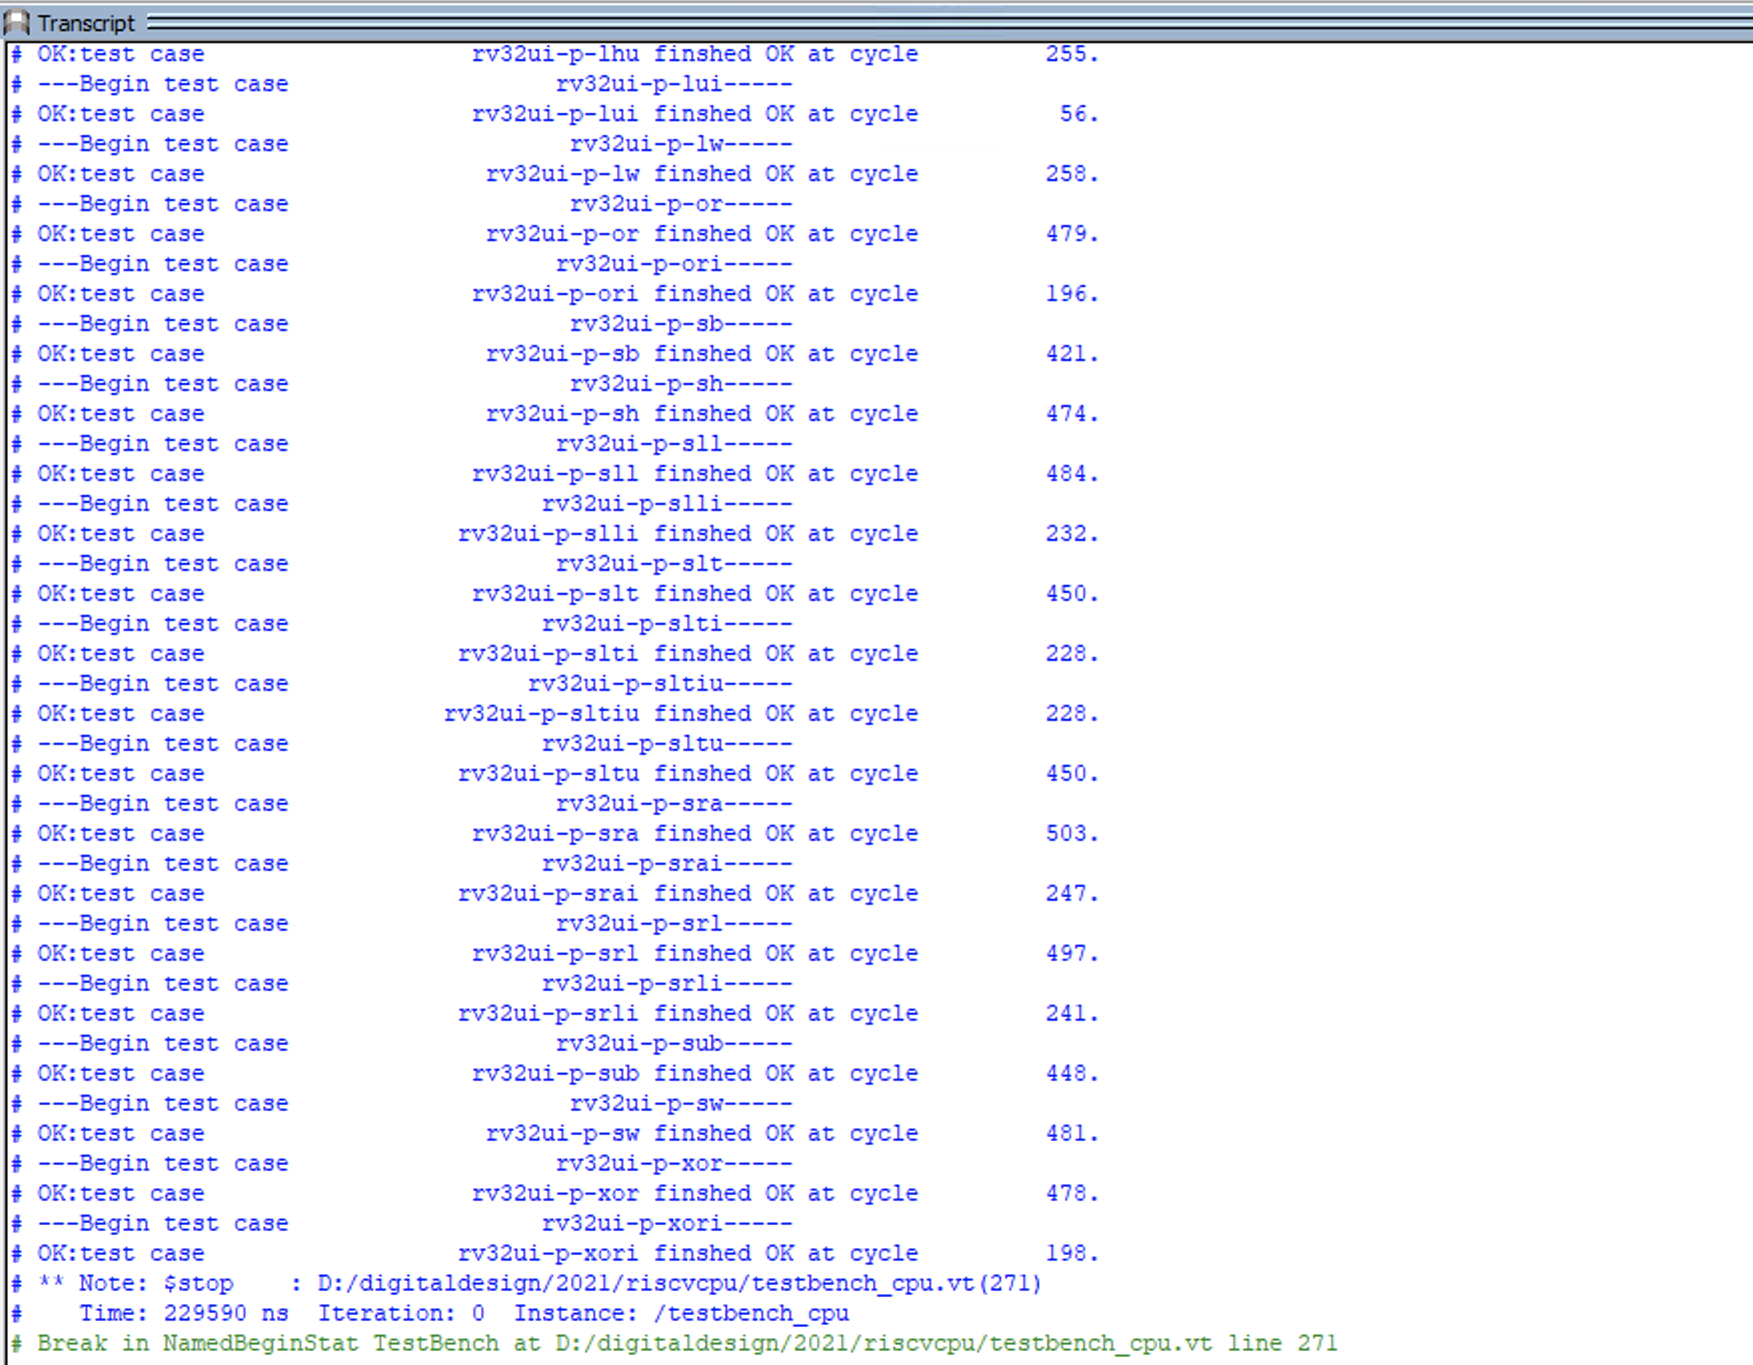 Transcript
# OK:test case                   rv32ui-p-lhu finshed OK at cycle         255.
# ---Begin test case                   rv32ui-p-lui-----
# OK:test case                   rv32ui-p-lui finshed OK at cycle          56.
# ---Begin test case                    rv32ui-p-lw-----
# OK:test case                    rv32ui-p-lw finshed OK at cycle         258.
# ---Begin test case                    rv32ui-p-or-----
# OK:test case                    rv32ui-p-or finshed OK at cycle         479.
# ---Begin test case                   rv32ui-p-ori-----
# OK:test case                   rv32ui-p-ori finshed OK at cycle         196.
# ---Begin test case                    rv32ui-p-sb-----
# OK:test case                    rv32ui-p-sb finshed OK at cycle         421.
# ---Begin test case                    rv32ui-p-sh-----
# OK:test case                    rv32ui-p-sh finshed OK at cycle         474.
# ---Begin test case                   rv32ui-p-sll-----
# OK:test case                   rv32ui-p-sll finshed OK at cycle         484.
# ---Begin test case                  rv32ui-p-slli-----
# OK:test case                  rv32ui-p-slli finshed OK at cycle         232.
# ---Begin test case                   rv32ui-p-slt-----
# OK:test case                   rv32ui-p-slt finshed OK at cycle         450.
# ---Begin test case                  rv32ui-p-slti-----
# OK:test case                  rv32ui-p-slti finshed OK at cycle         228.
# ---Begin test case                 rv32ui-p-sltiu-----
# OK:test case                 rv32ui-p-sltiu finshed OK at cycle         228.
# ---Begin test case                  rv32ui-p-sltu-----
# OK:test case                  rv32ui-p-sltu finshed OK at cycle         450.
# ---Begin test case                   rv32ui-p-sra-----
# OK:test case                   rv32ui-p-sra finshed OK at cycle         503.
# ---Begin test case                  rv32ui-p-srai-----
# OK:test case                  rv32ui-p-srai finshed OK at cycle         247.
# ---Begin test case                   rv32ui-p-srl-----
# OK:test case                   rv32ui-p-srl finshed OK at cycle         497.
# ---Begin test case                  rv32ui-p-srli-----
# OK:test case                  rv32ui-p-srli finshed OK at cycle         241.
# ---Begin test case                   rv32ui-p-sub-----
# OK:test case                   rv32ui-p-sub finshed OK at cycle         448.
# ---Begin test case                    rv32ui-p-sw-----
# OK:test case                    rv32ui-p-sw finshed OK at cycle         481.
# ---Begin test case                   rv32ui-p-xor-----
# OK:test case                   rv32ui-p-xor finshed OK at cycle         478.
# ---Begin test case                  rv32ui-p-xori-----
# OK:test case                  rv32ui-p-xori finshed OK at cycle         198.
# ** Note: $stop    : D:/digitaldesign/2021/riscvcpu/testbench_cpu.vt(271)
#    Time: 229590 ns  Iteration: 0  Instance: /testbench_cpu
# Break in NamedBeginStat TestBench at D:/digitaldesign/2021/riscvcpu/testbench_cpu.vt line 271